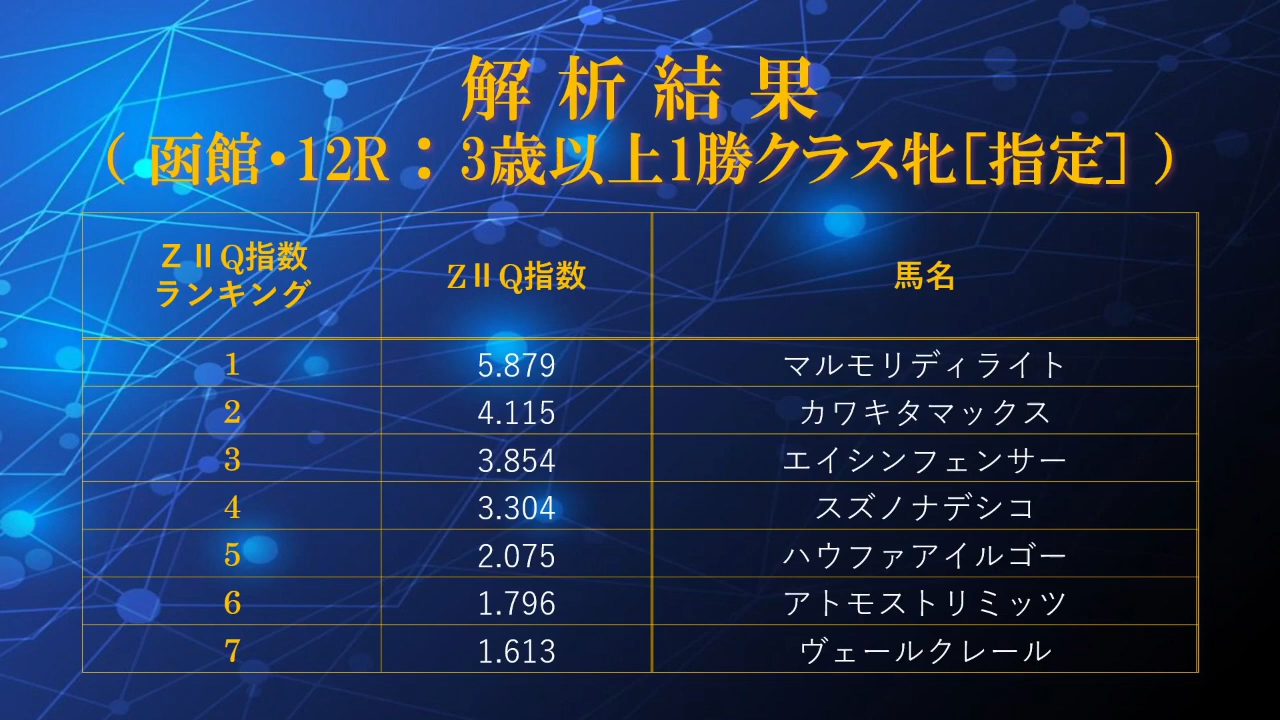 解析結果
（函館・12R：3歳以上1勝クラス牝[指定]）
ＺⅡQ指数
ランキング
ZⅡQ指数
馬名
1 5.879 マルモリディライト
2 4.115 カワキタマックス
3 3.854 エイシンフェンサー
4 3.304 スズノナデシコ
5 2.075 ハウファアイルゴー
6 1.796 アトモストリミッツ
7 1.613 ヴェールクレール